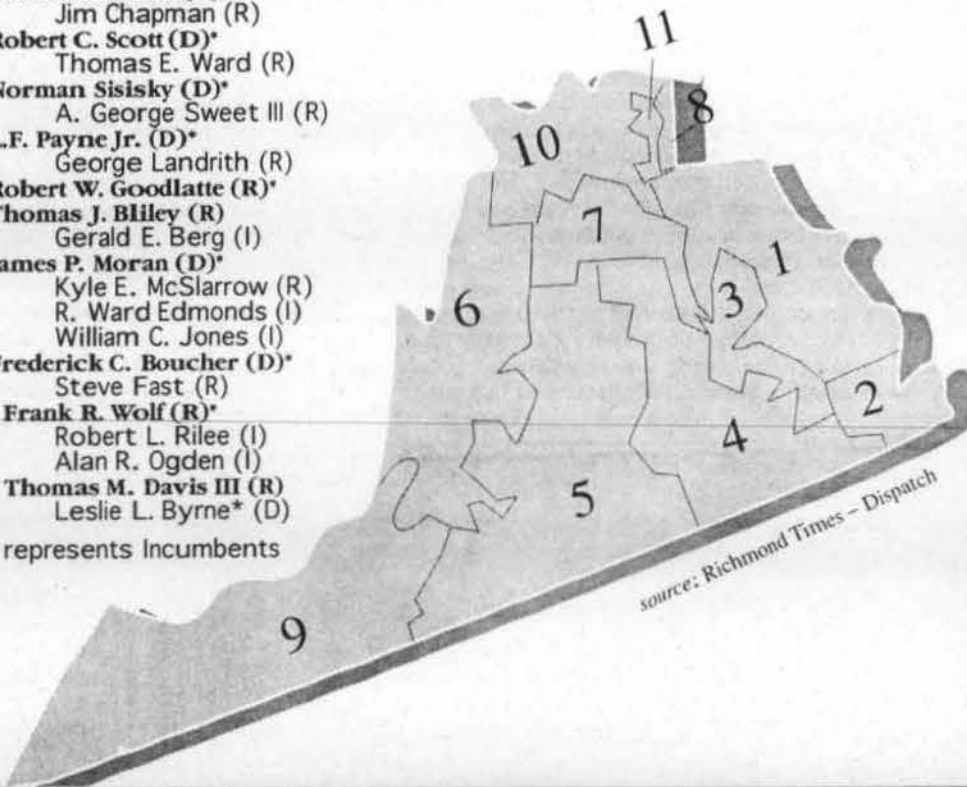 Jim Chapman (R)
Robert C. Scott (D)*
Thomas E. Ward (R)
Norman Sisisky (D)*
A. George Sweet III (R)
L.F. Payne Jr. (D)*
George Landrith (R)
Robert W. Goodlatte (R)*
Thomas J. Bliley (R)
Gerald E. Berg (I)
James P. Moran (D)*
Kyle E. McSlarrow (R)
R. Ward Edmonds (I)
William C. Jones (I)
Frederick C. Boucher (D)*
Steve Fast (R)
Frank R. Wolf (R)*
Robert L. Rilee (I)
Alan R. Ogden (I)
Thomas M. Davis III (R)
Leslie L. Byrne* (D)
represents Incumbents
11
8
10
7
1
3
6
2
4
5
9
source: Richmond Times – Dispatch